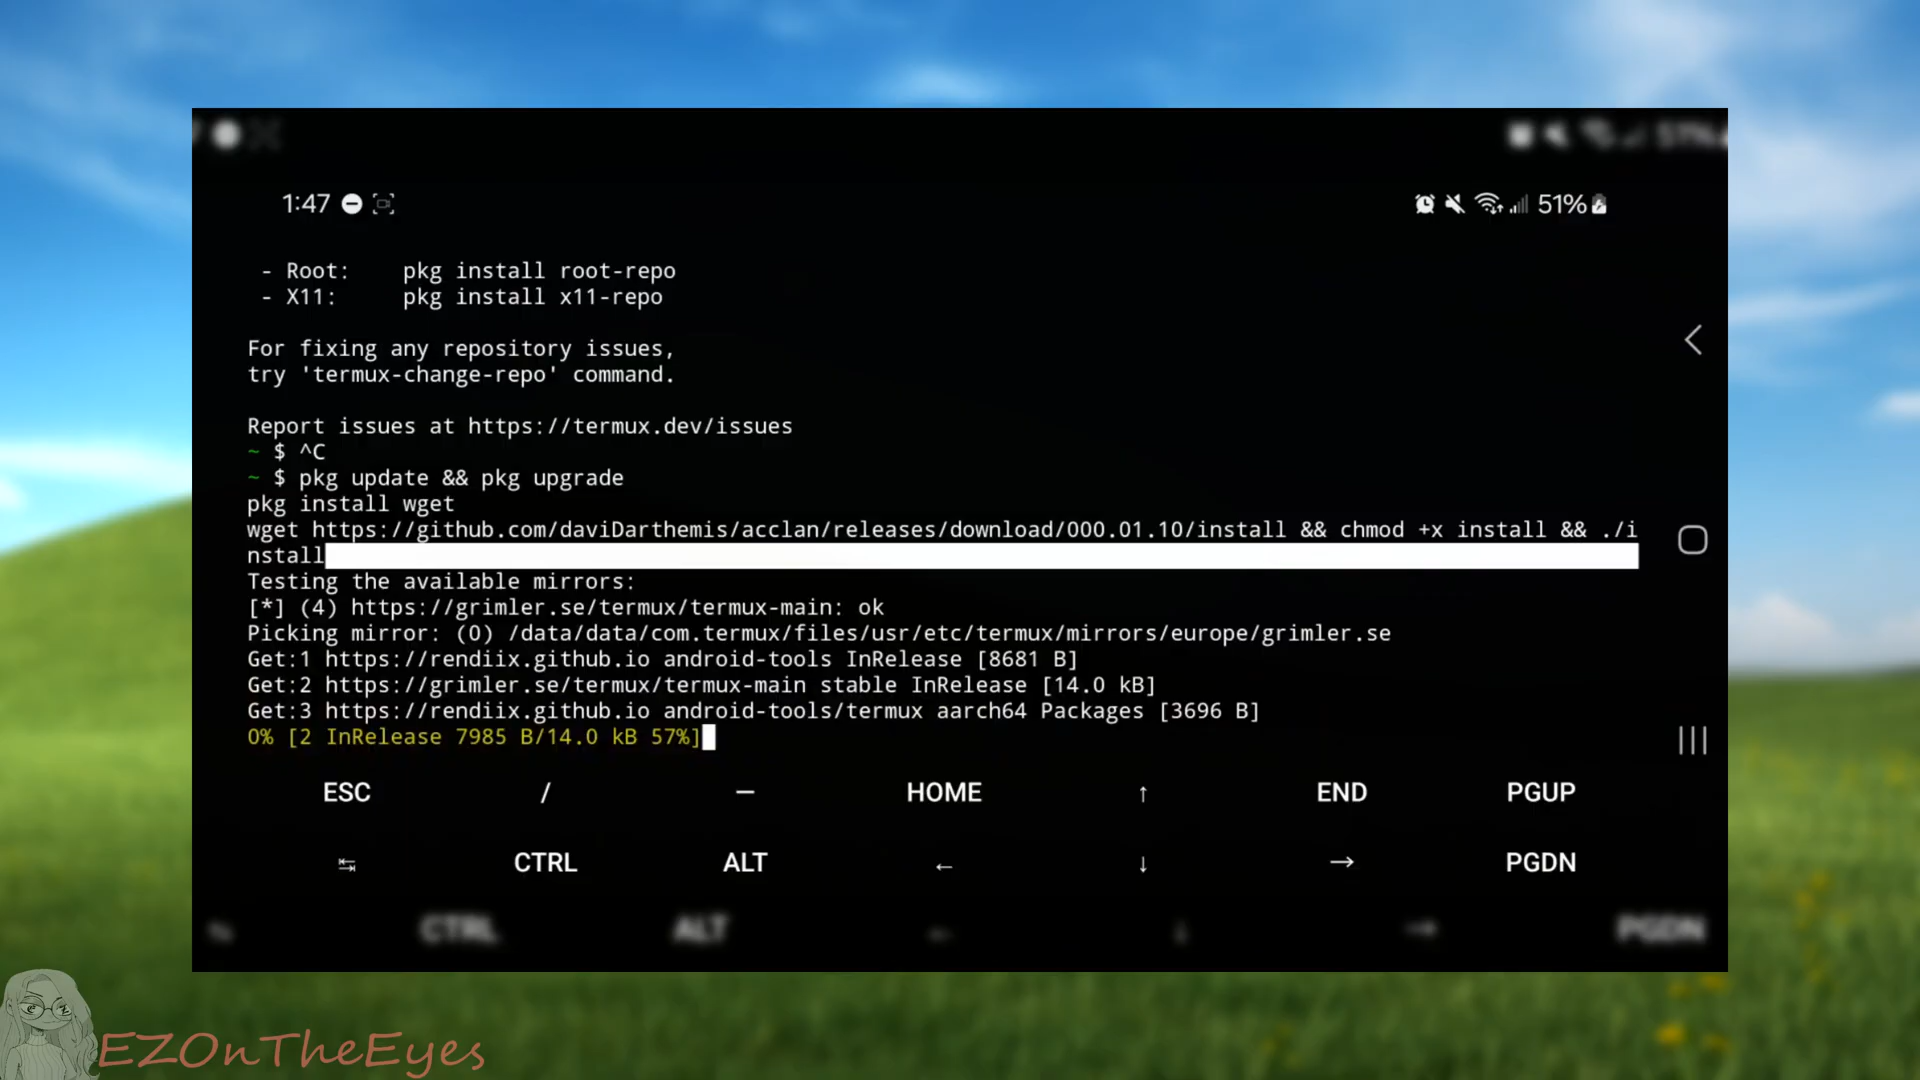 51%
1:47
51%
- Root:    pkg install root-repo
- X11:     pkg install x11-repo
For fixing any repository issues,
try 'termux-change-repo' command.
Report issues at https://termux.dev/issues
~ $ ^C
~ $ pkg update && pkg upgrade
pkg install wget
wget https://github.com/daviDarthemis/acclan/releases/download/000.01.10/install && chmod +x install && ./i
nstall
Testing the available mirrors:
[*] (4) https://grimler.se/termux/termux-main: ok
Picking mirror: (0) /data/data/com.termux/files/usr/etc/termux/mirrors/europe/grimler.se
Get:1 https://rendiix.github.io android-tools InRelease [8681 B]
Get:2 https://grimler.se/termux/termux-main stable InRelease [14.0 kB]
Get:3 https://rendiix.github.io android-tools/termux aarch64 Packages [3696 B]
0% [2 InRelease 7985 B/14.0 kB 57%]
ESC / — HOME ↑ END PGUP
↹ CTRL ALT ← ↓ → PGDN
CTRL ALT ← ↓ → PGDN
EZOnTheEyes